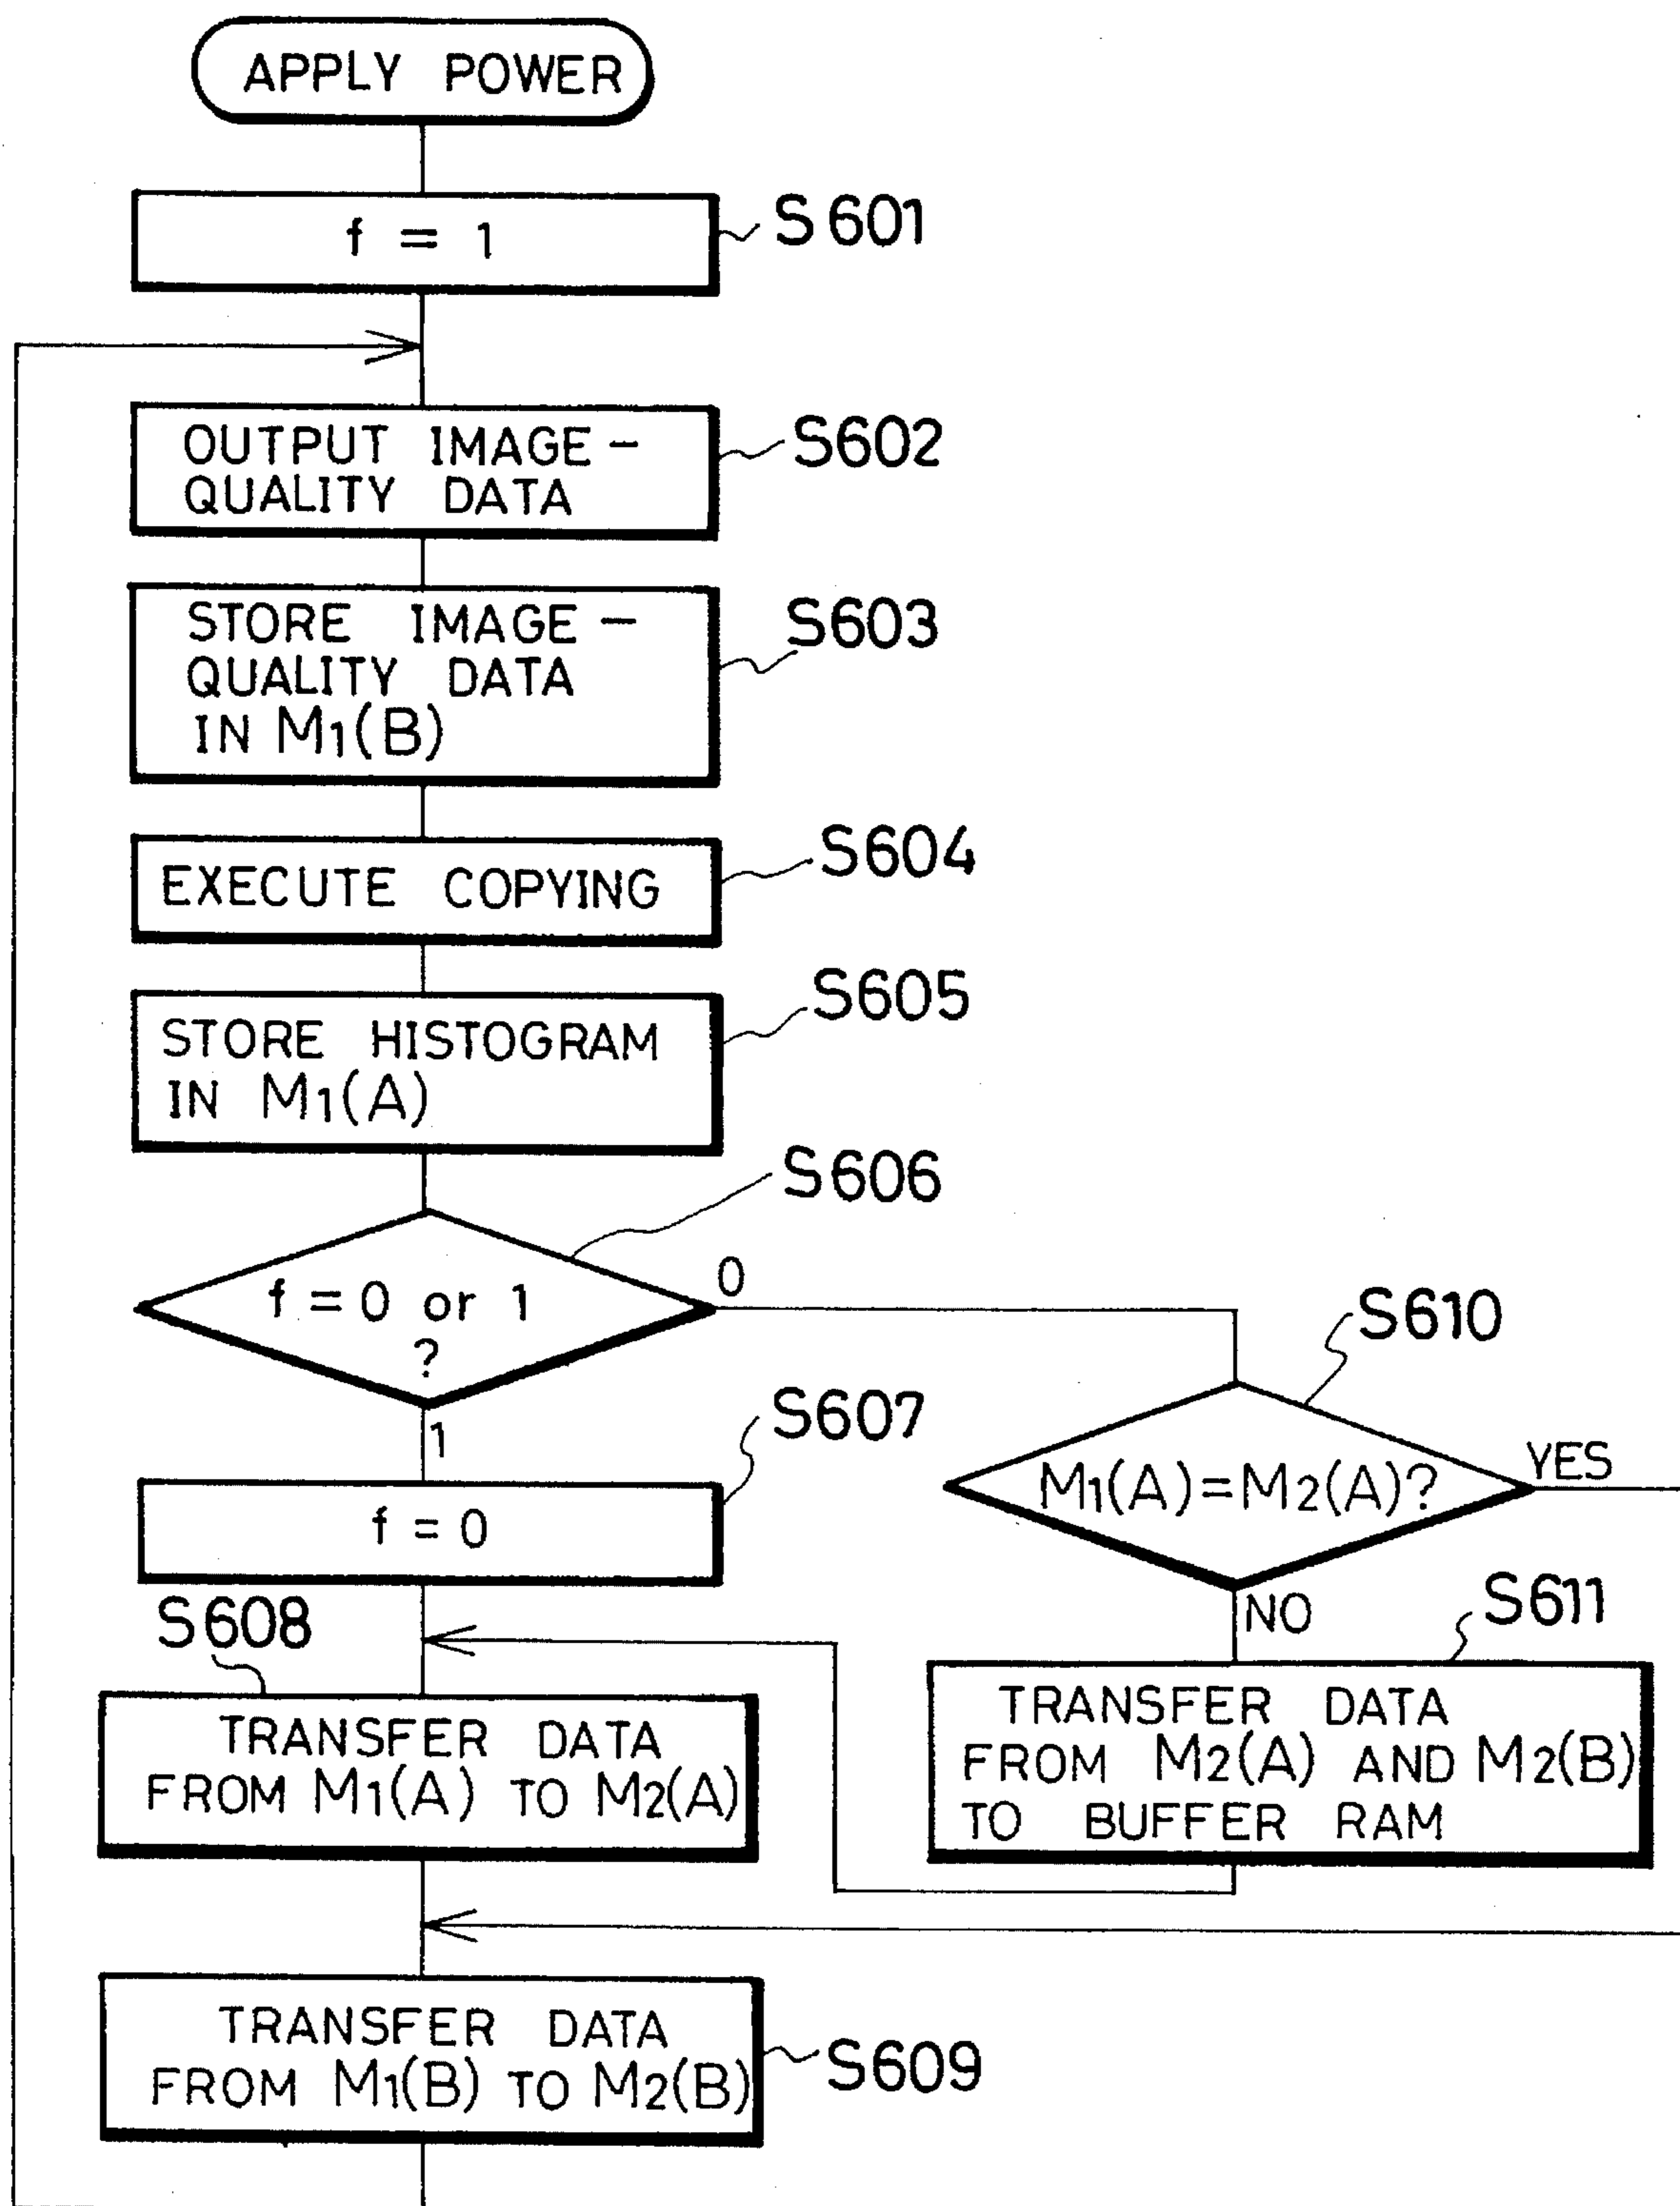 APPLY POWER
f = 1
S601
OUTPUT IMAGE-
QUALITY DATA
S602
STORE IMAGE-
QUALITY DATA
IN M1(B)
S603
EXECUTE COPYING
S604
STORE HISTOGRAM
IN M1(A)
S605
S606
f = 0 or 1
?
0
1
S610
M1(A)=M2(A)?
YES
NO
S607
f = 0
S608
TRANSFER DATA
FROM M1(A) TO M2(A)
S611
TRANSFER DATA
FROM M2(A) AND M2(B)
TO BUFFER RAM
TRANSFER DATA
FROM M1(B) TO M2(B)
S609